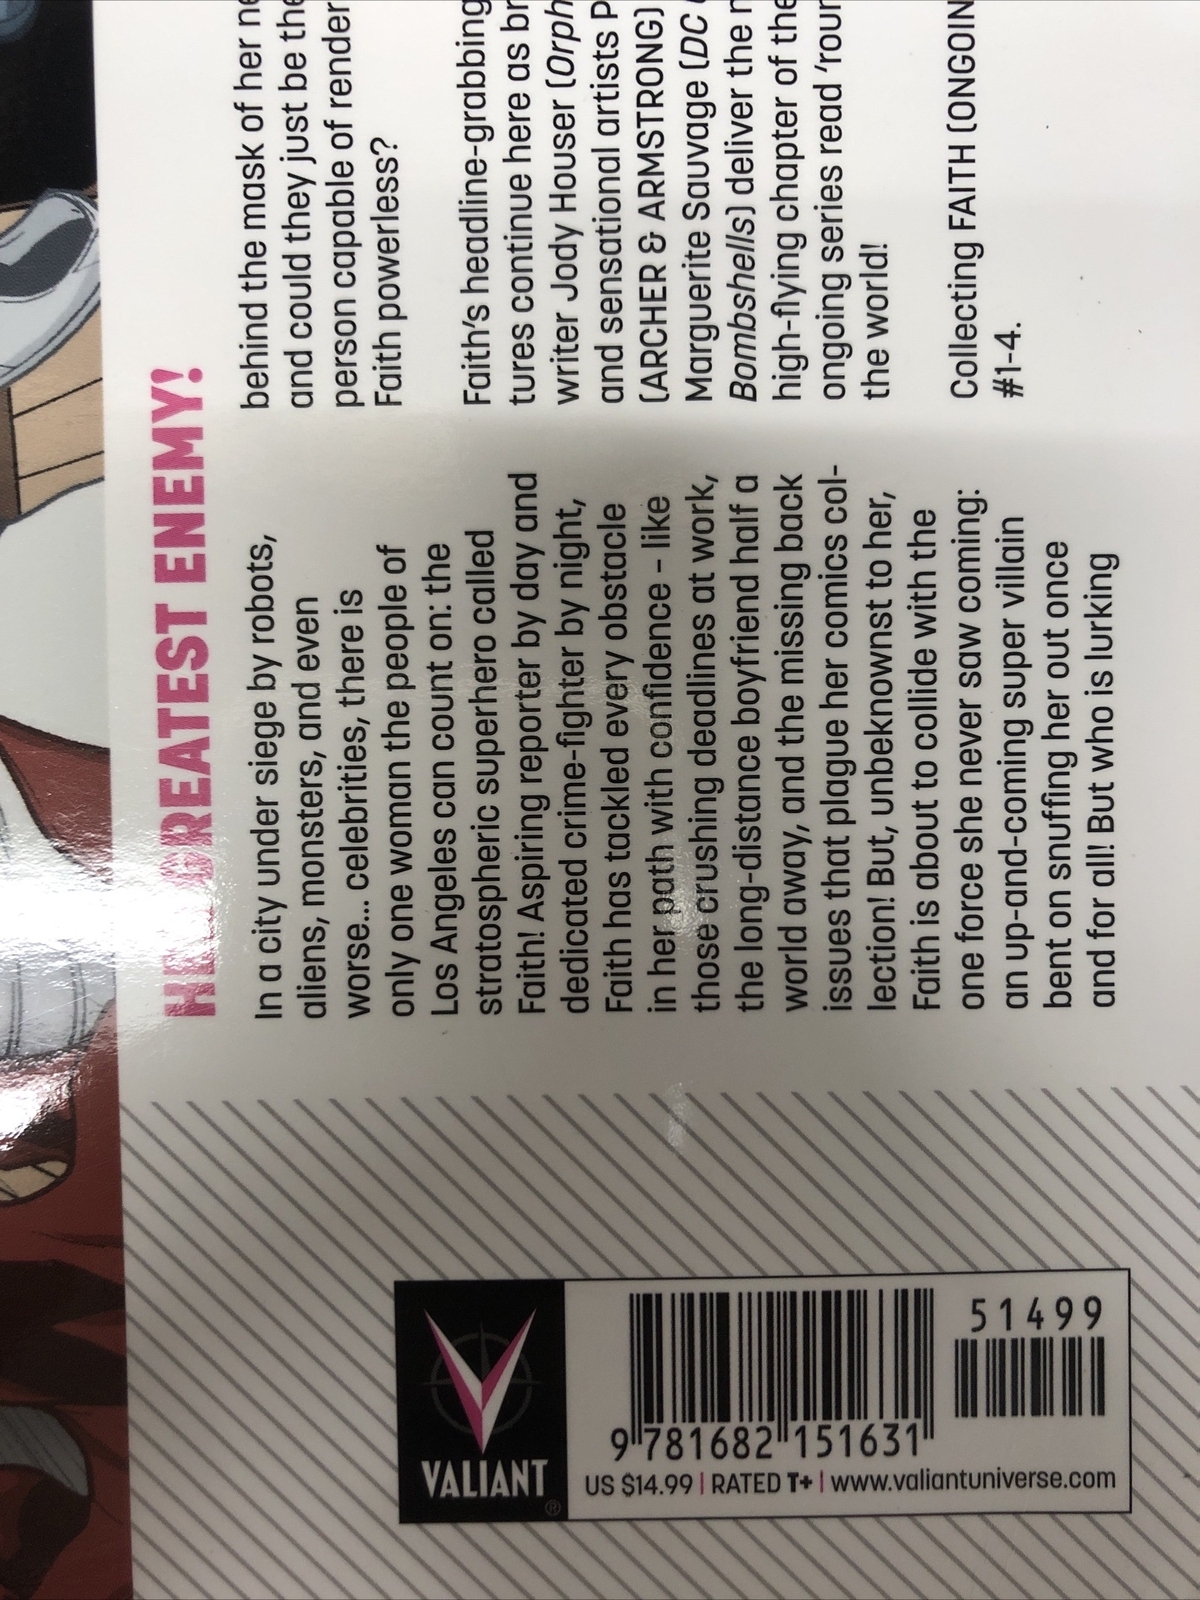 HER GREATEST ENEMY!
In a city under siege by robots,
aliens, monsters, and even
worse... celebrities, there is
only one woman the people of
Los Angeles can count on: the
stratospheric superhero called
Faith! Aspiring reporter by day and
dedicated crime-fighter by night,
Faith has tackled every obstacle
in her path with confidence – like
those crushing deadlines at work,
the long-distance boyfriend half a
world away, and the missing back
issues that plague her comics col-
lection! But, unbeknownst to her,
Faith is about to collide with the
one force she never saw coming:
an up-and-coming super villain
bent on snuffing her out once
and for all! But who is lurking
behind the mask of her
and could they just be the
person capable of render
Faith powerless?
Faith's headline-grabbing
tures continue here as
writer Jody Houser (Orph
and sensational artists
(ARCHER & ARMSTRONG)
Marguerite Sauvage (DC
Bombshells) deliver the
high-flying chapter of the
ongoing series read 'roun
the world!
Collecting FAITH (ONGOIN
#1-4.
VALIANT
®
51499
9 781682 151631
US $14.99 | RATED T+ | www.valiantuniverse.com